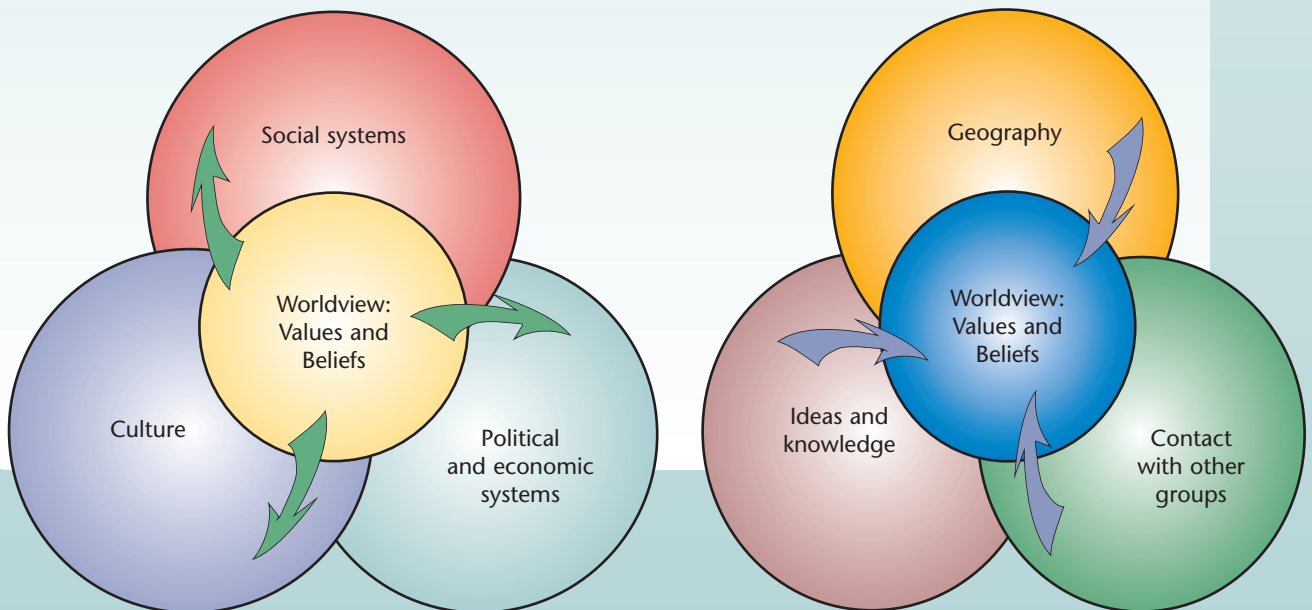 Social systems
Worldview:
Values and
Beliefs
Culture
Political
and economic
systems
Geography
Worldview:
Values and
Beliefs
Ideas and
knowledge
Contact
with other
groups